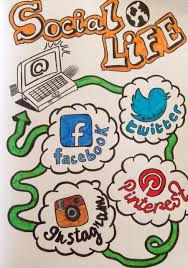 Social
LiFE
@
f
facebook
twitter
Pinterest
Instagram